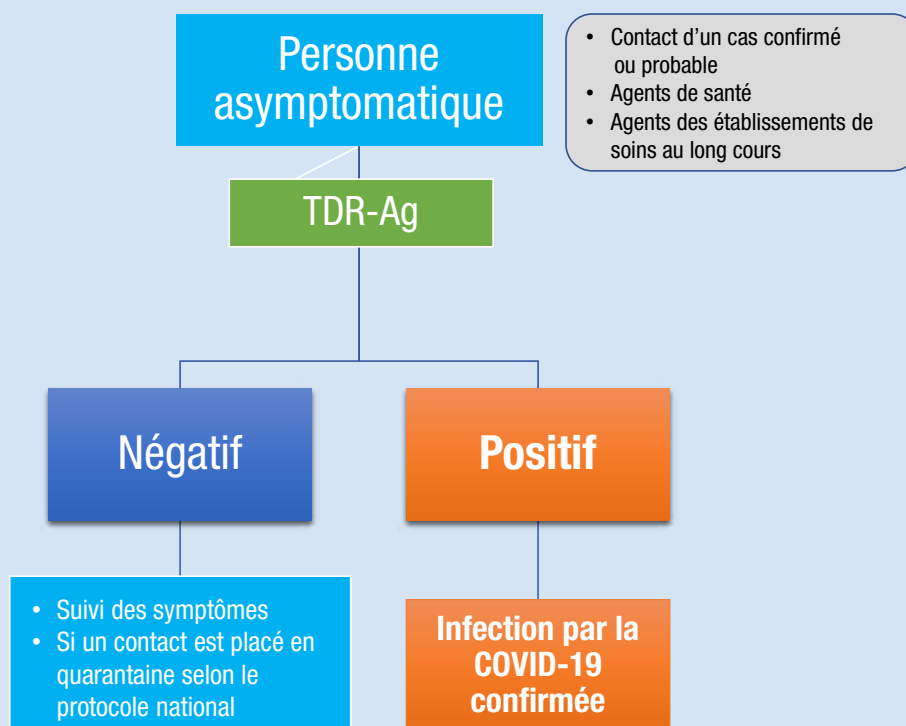 Personne
asymptomatique
• Contact d’un cas confirmé
ou probable
• Agents de santé
• Agents des établissements de
soins au long cours
TDR-Ag
Négatif
Positif
• Suivi des symptômes
• Si un contact est placé en
quarantaine selon le
protocole national
Infection par la
COVID-19
confirmée